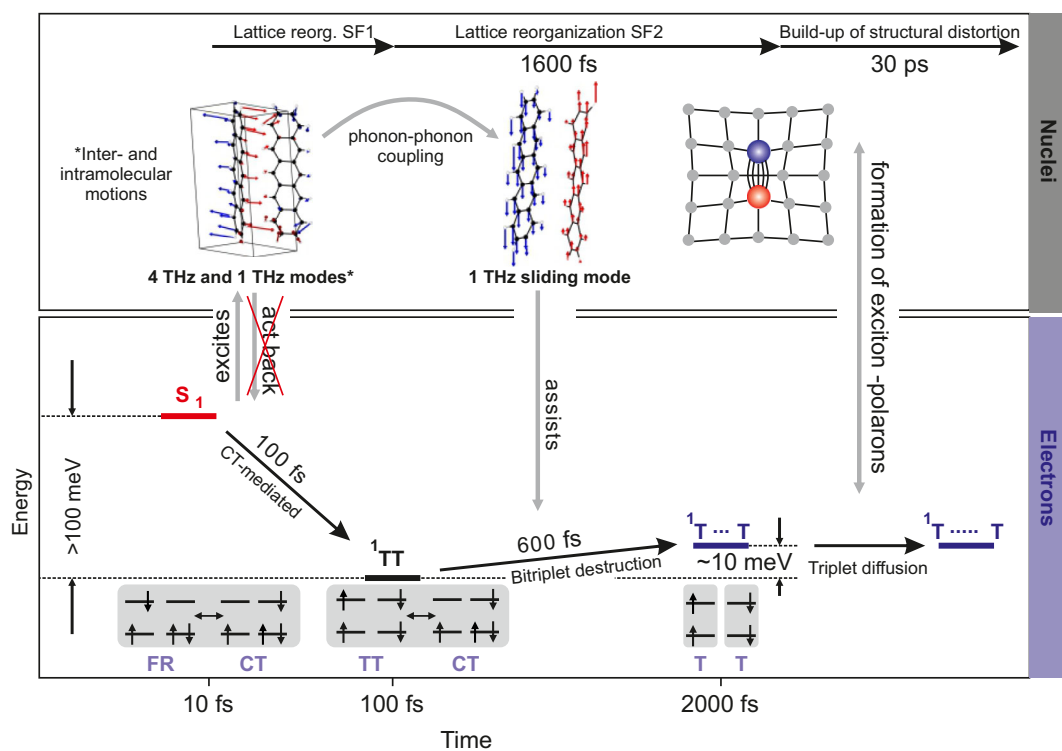 Lattice reorg. SF1
Lattice reorganization SF2
Build-up of structural distortion
1600 fs
30 ps
Nuclei
*Inter- and
intramolecular
motions
phonon-phonon
coupling
4 THz and 1 THz modes*
1 THz sliding mode
formation of exciton -polarons
excites
act back
assists
Electrons
Energy
>100 meV
S1
100 fs
CT-mediated
1TT
600 fs
Bitriplet destruction
1T ··· T
~10 meV
Triplet diffusion
1T ····· T
FR
CT
TT
CT
T
T
10 fs
100 fs
2000 fs
Time